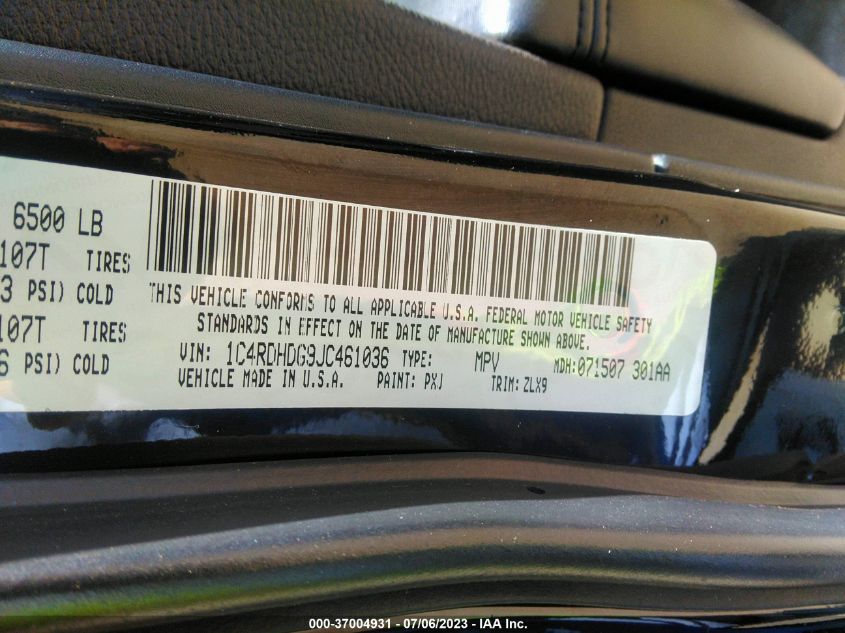 6500 LB
107T TIRES
3 PSI) COLD
107T TIRES
6 PSI) COLD
THIS VEHICLE CONFORMS TO ALL APPLICABLE U.S.A. FEDERAL MOTOR VEHICLE SAFETY
STANDARDS IN EFFECT ON THE DATE OF MANUFACTURE SHOWN ABOVE.
VIN: 1C4RDHDG9JC461036 TYPE: MPV MDH:071507 301AA
VEHICLE MADE IN U.S.A. PAINT: PXJ TRIM: ZLX9
000-37004931 - 07/06/2023 - IAA Inc.